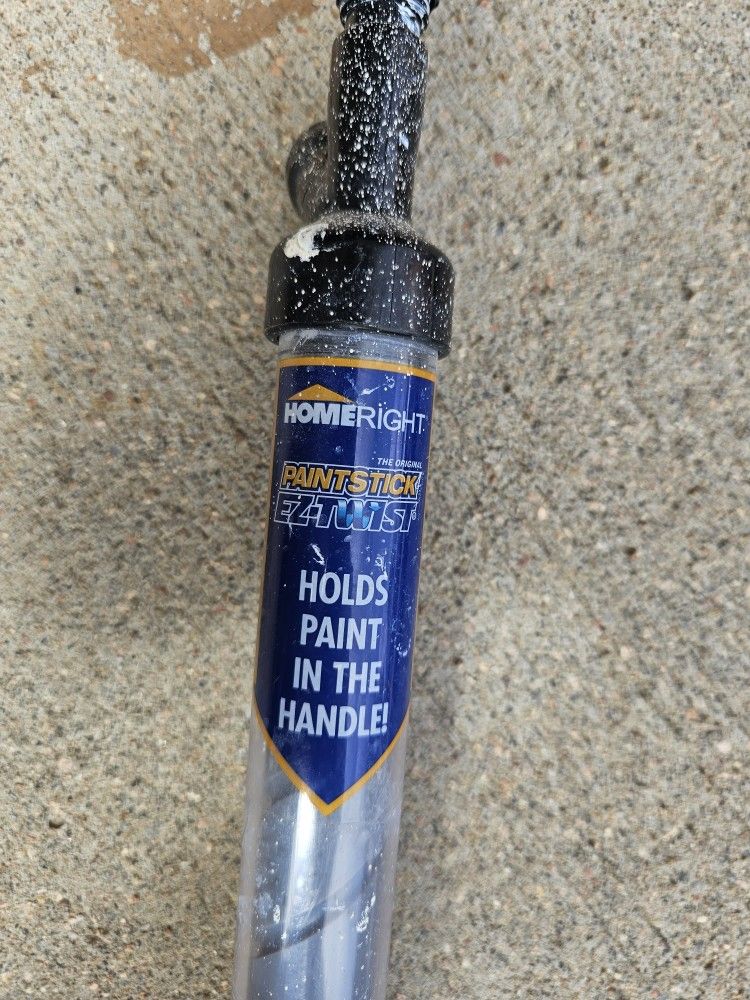 HOMERIGHT
THE ORIGINAL
PAINTSTICK
EZ-TWIST®
HOLDS
PAINT
IN THE
HANDLE!